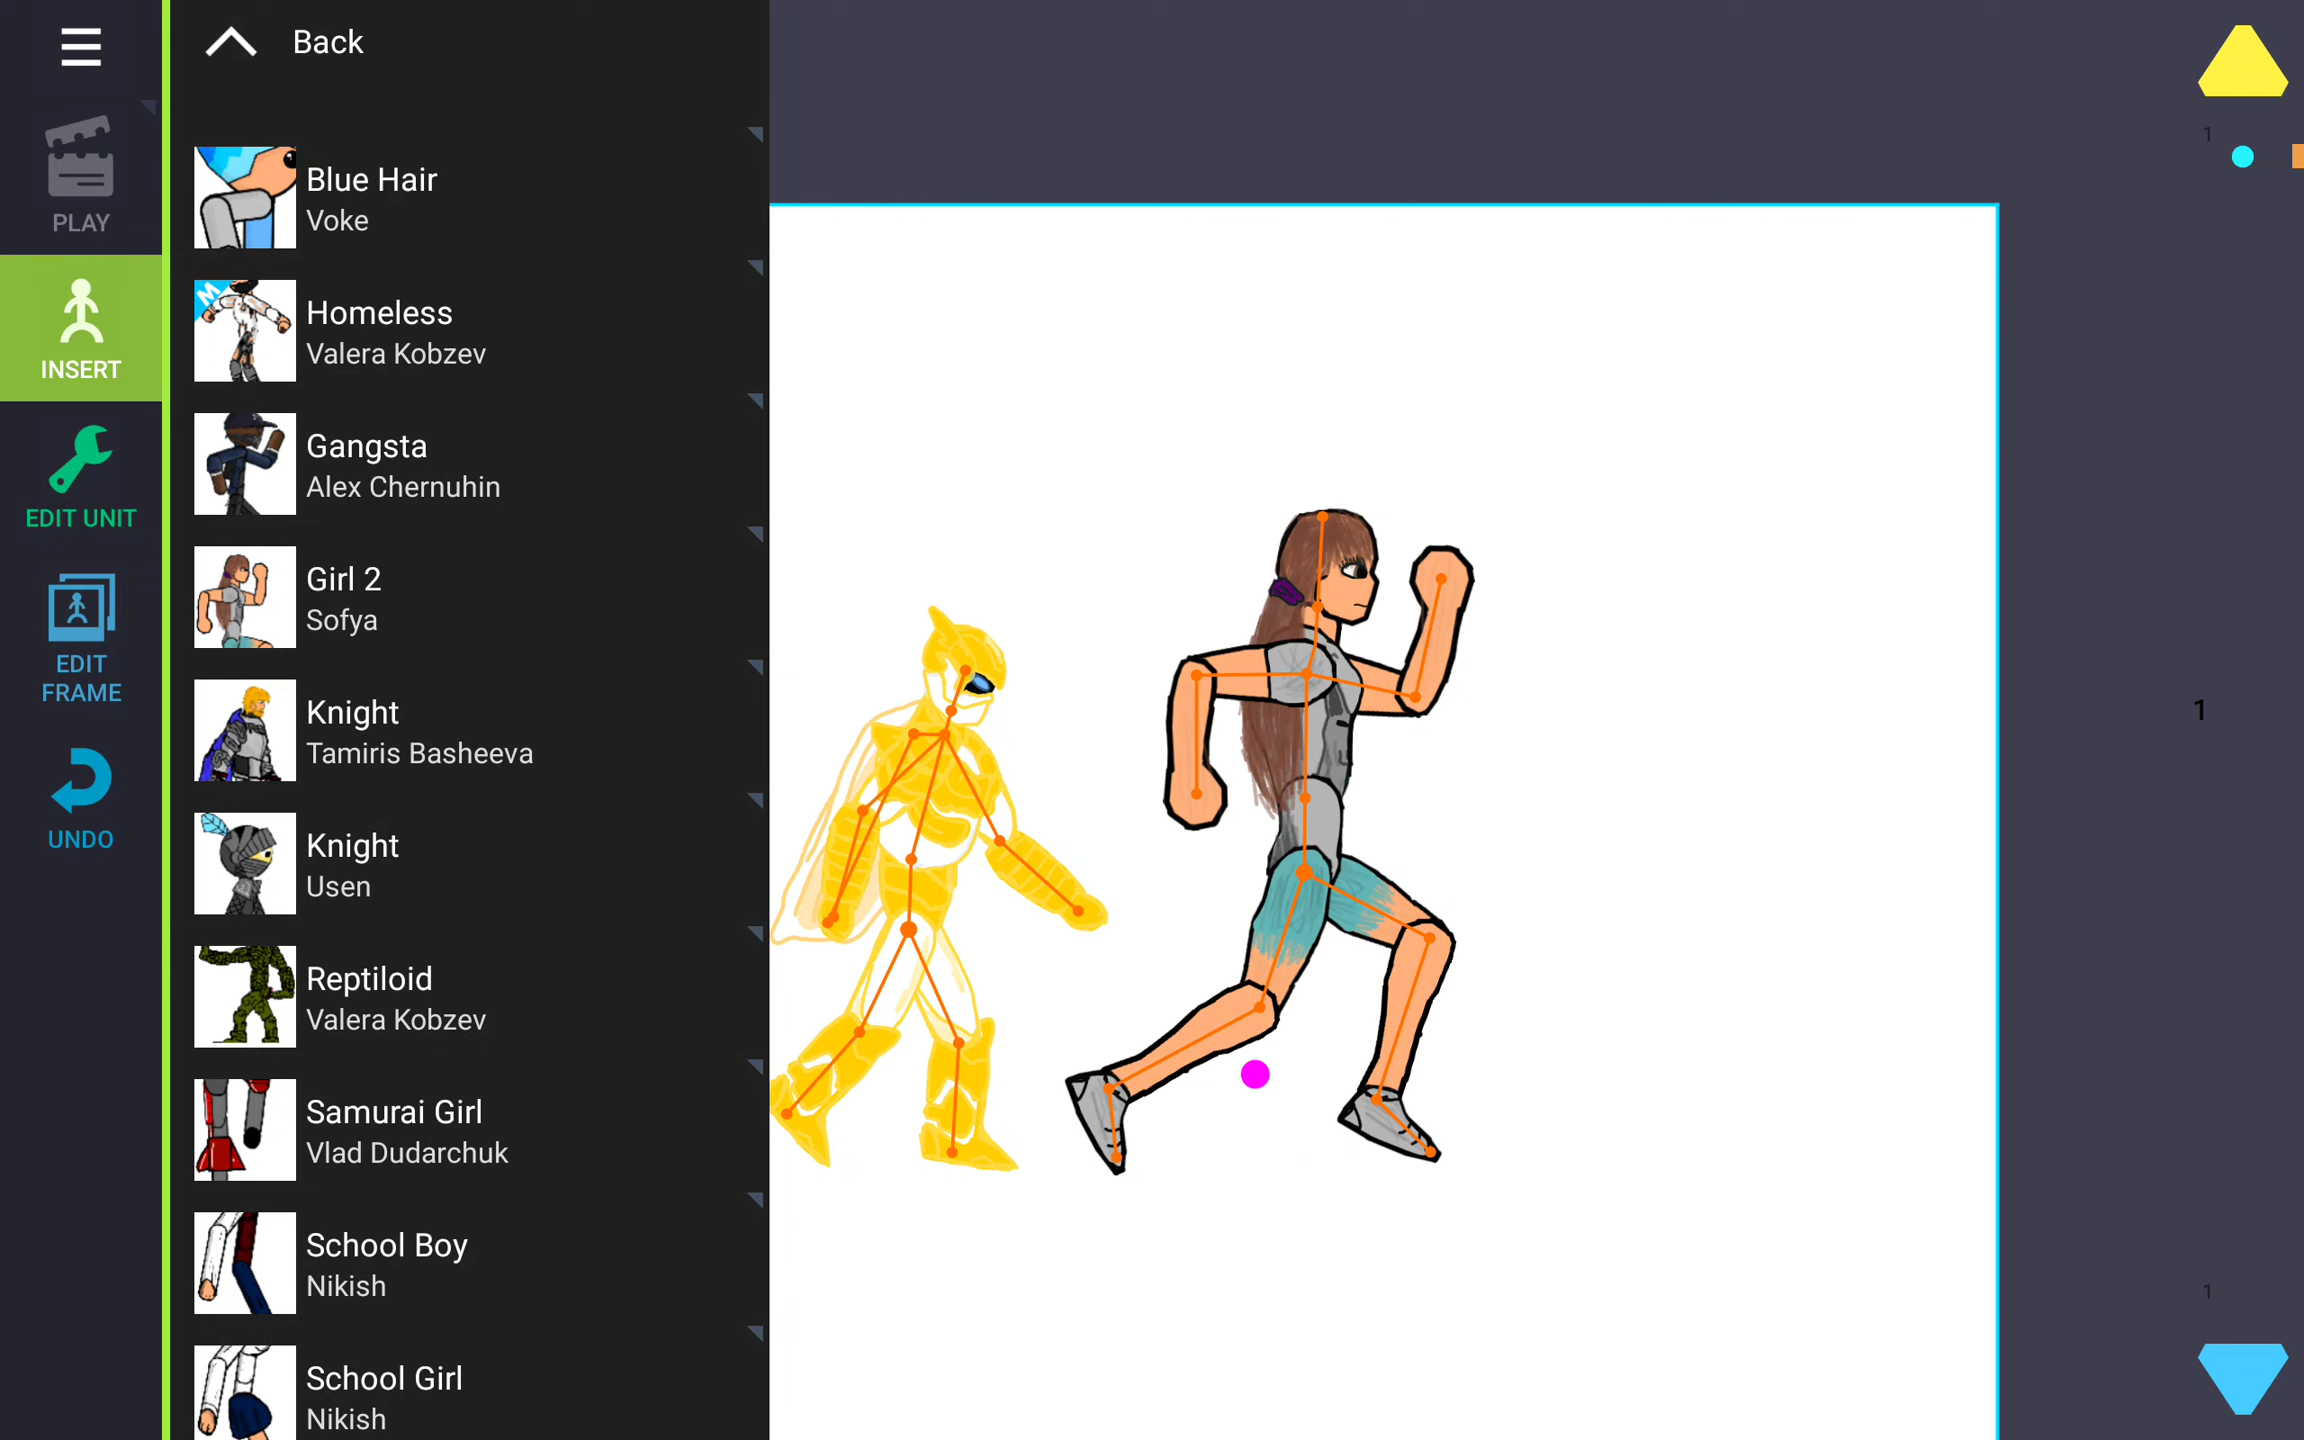 Back
PLAY
INSERT
EDIT UNIT
EDIT
FRAME
UNDO
Blue Hair
Voke
M
Homeless
Valera Kobzev
Gangsta
Alex Chernuhin
Girl 2
Sofya
Knight
Tamiris Basheeva
Knight
Usen
Reptiloid
Valera Kobzev
Samurai Girl
Vlad Dudarchuk
School Boy
Nikish
School Girl
Nikish
1
1
1